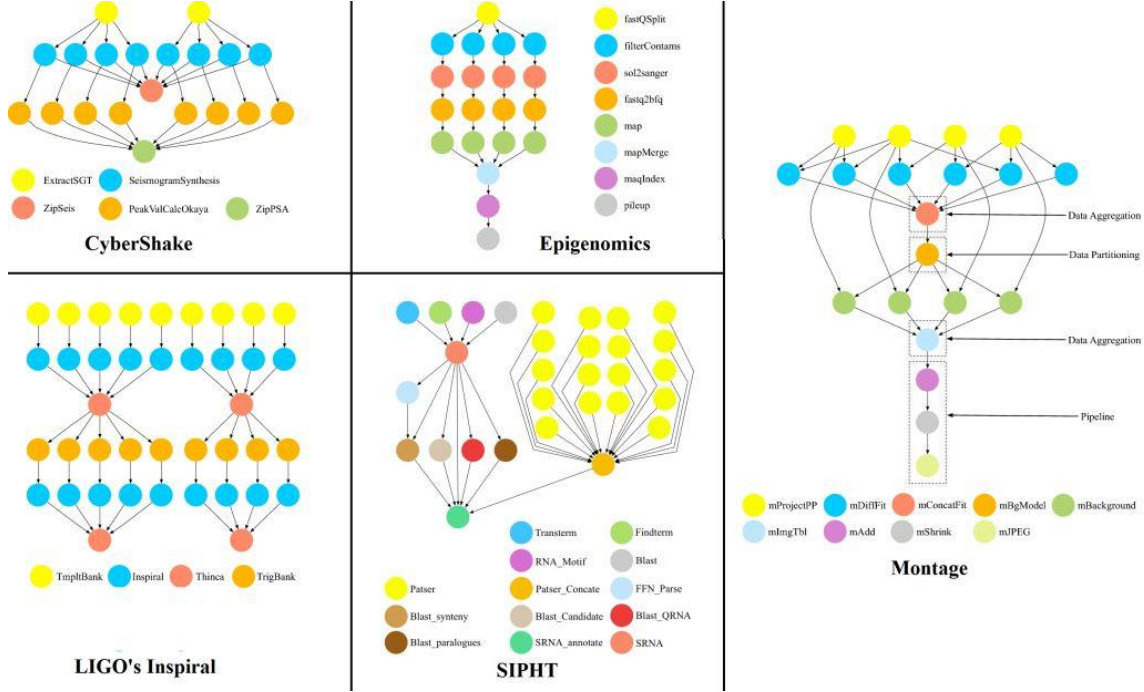 ExtractSGT SeismogramSynthesis
ZipSeis PeakValCalcOkaya ZipPSA
CyberShake
fastQSplit
filterContams
sol2sanger
fastq2bfq
map
mapMerge
maqIndex
pileup
Epigenomics
TmpltBank Inspiral Thinca TrigBank
LIGO's Inspiral
Transterm Findterm
RNA_Motif Blast
Patser Patser_Concate FFN_Parse
Blast_synteny Blast_Candidate Blast_QRNA
Blast_paralogues SRNA_annotate SRNA
SIPHT
Data Aggregation
Data Partitioning
Data Aggregation
Pipeline
mProjectPP mDiffFit mConcatFit mBgModel mBackground
mImgTbl mAdd mShrink mJPEG
Montage